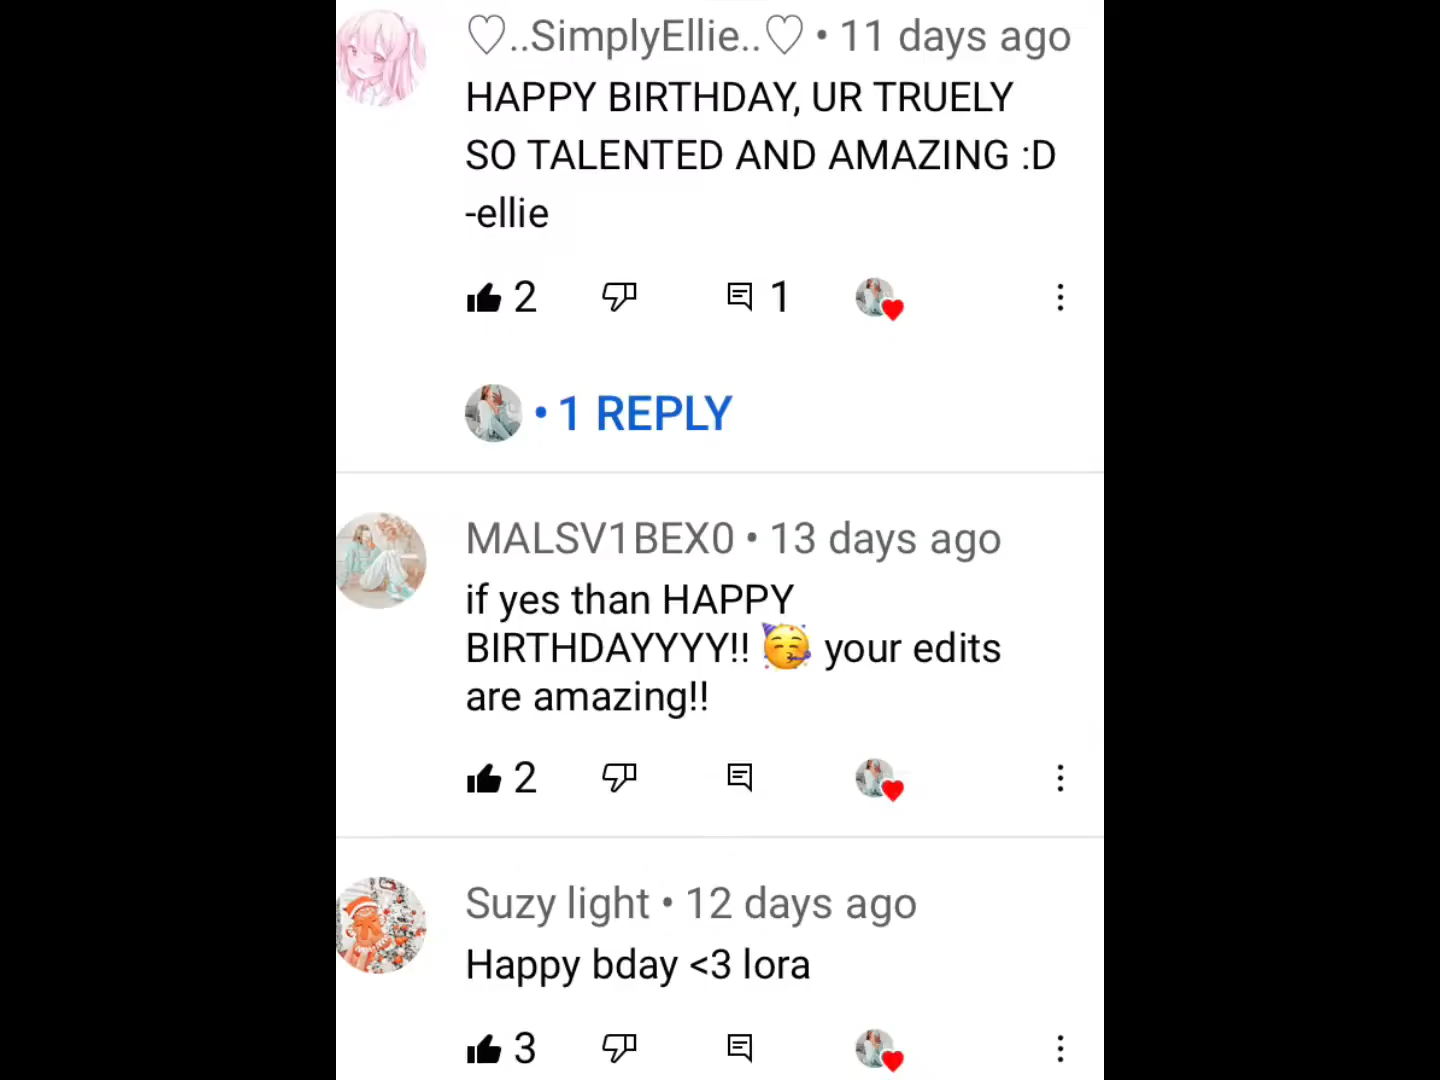 ♡..SimplyEllie..♡ • 11 days ago
HAPPY BIRTHDAY, UR TRUELY
SO TALENTED AND AMAZING :D
-ellie
2 1
• 1 REPLY
MALSV1BEX0 • 13 days ago
if yes than HAPPY
BIRTHDAYYYY!! 🥳 your edits
are amazing!!
2
Suzy light • 12 days ago
Happy bday <3 lora
3